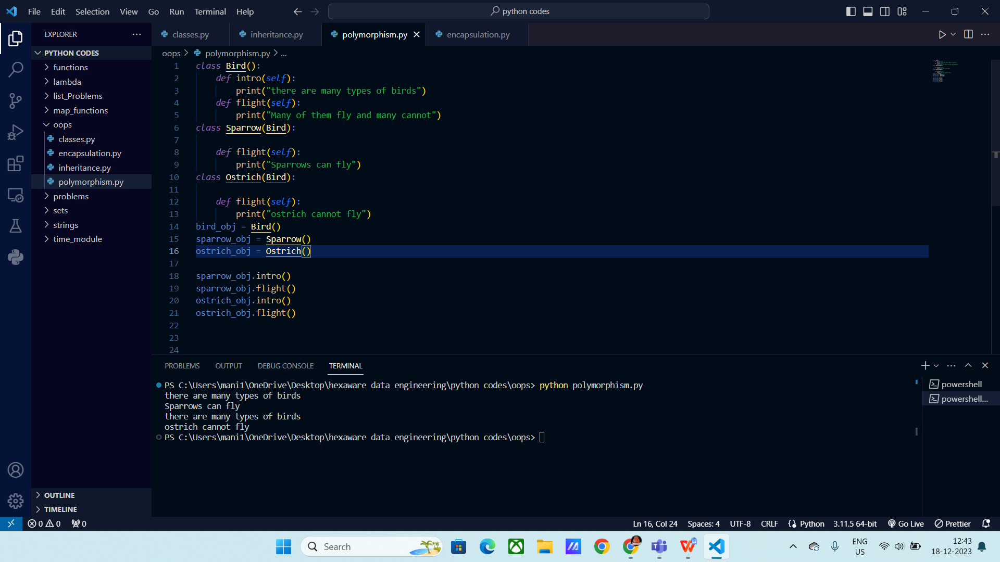 File Edit Selection View Go Run Terminal Help
python codes
EXPLORER
classes.py
inheritance.py
polymorphism.py
encapsulation.py
PYTHON CODES
functions
lambda
list_Problems
map_functions
oops
classes.py
encapsulation.py
inheritance.py
polymorphism.py
problems
sets
strings
time_module
OUTLINE
TIMELINE
oops > polymorphism.py > ...
1 class Bird():
2 def intro(self):
3 print("there are many types of birds")
4 def flight(self):
5 print("Many of them fly and many cannot")
6 class Sparrow(Bird):
7
8 def flight(self):
9 print("Sparrows can fly")
10 class Ostrich(Bird):
11
12 def flight(self):
13 print("ostrich cannot fly")
14 bird_obj = Bird()
15 sparrow_obj = Sparrow()
16 ostrich_obj = Ostrich()
17
18 sparrow_obj.intro()
19 sparrow_obj.flight()
20 ostrich_obj.intro()
21 ostrich_obj.flight()
22
23
24
PROBLEMS OUTPUT DEBUG CONSOLE TERMINAL
PS C:\Users\mani1\OneDrive\Desktop\hexaware data engineering\python codes\oops> python polymorphism.py
there are many types of birds
Sparrows can fly
there are many types of birds
ostrich cannot fly
PS C:\Users\mani1\OneDrive\Desktop\hexaware data engineering\python codes\oops>
powershell
powershell...
0 0 0
Ln 16, Col 24 Spaces: 4 UTF-8 CRLF Python 3.11.5 64-bit Go Live Prettier
Search
ENG
US
12:43
18-12-2023